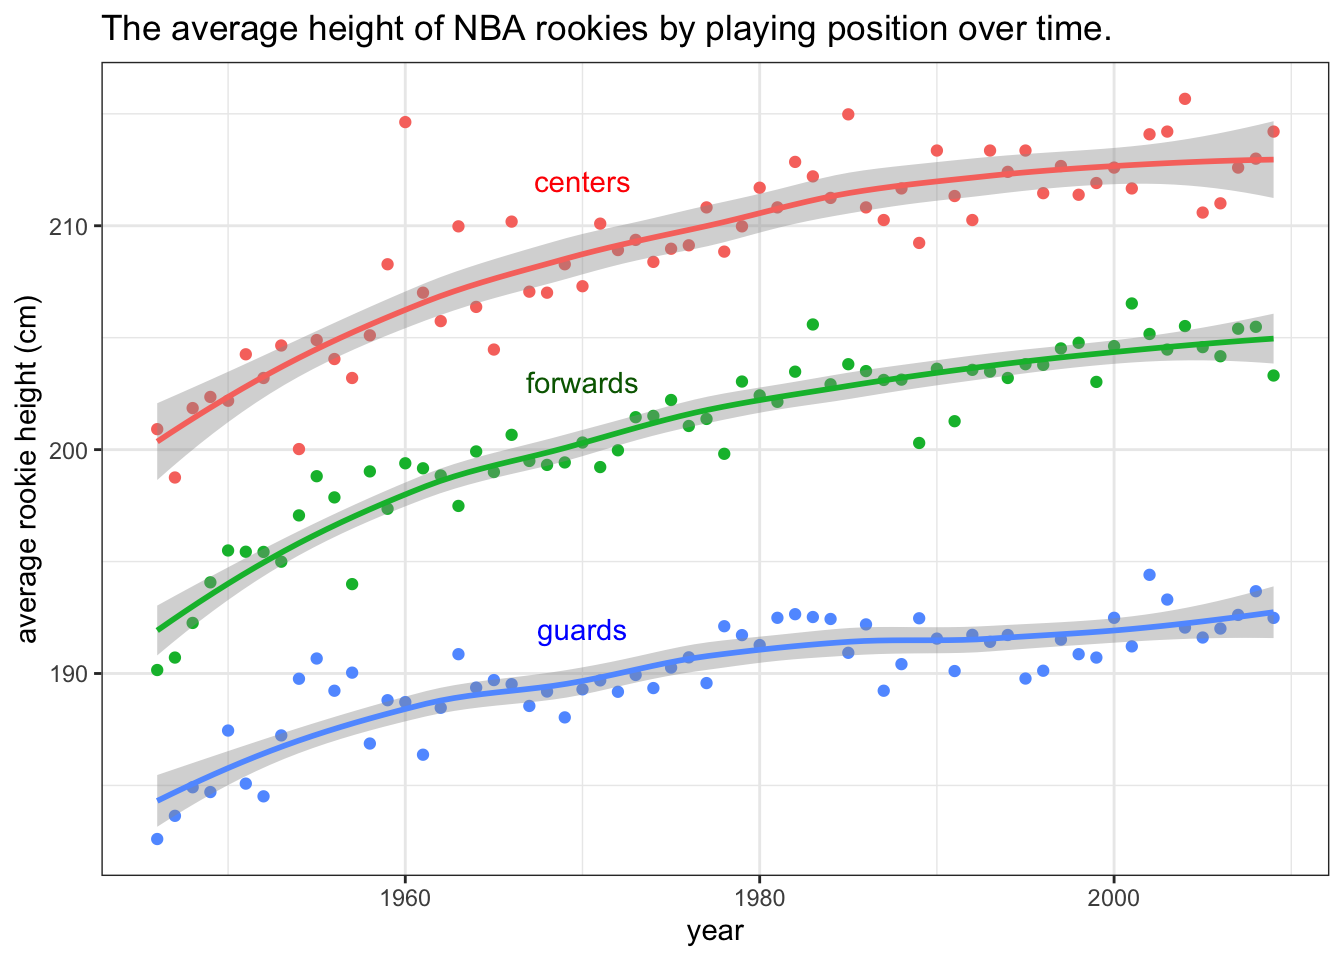 The average height of NBA rookies by playing position over time.
centers
210
forwards
200
guards
190
average rookie height (cm)
1960 1980 2000
year